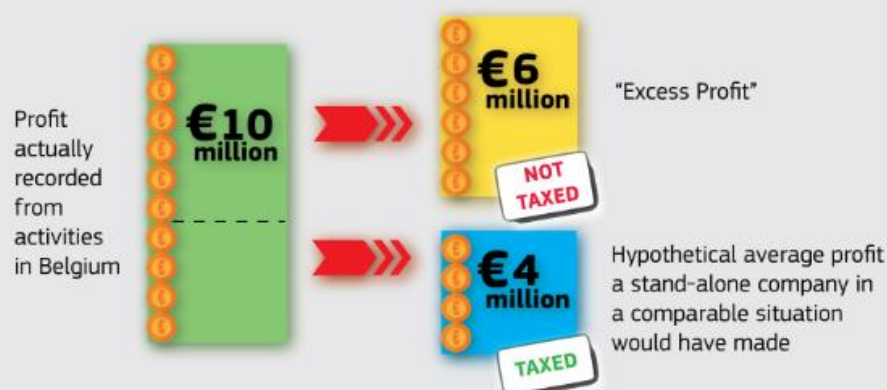 Profit
actually
recorded
from
activities
in Belgium
€10
million
€6
million
"Excess Profit"
NOT
TAXED
€4
million
Hypothetical average profit
a stand-alone company in
a comparable situation
would have made
TAXED